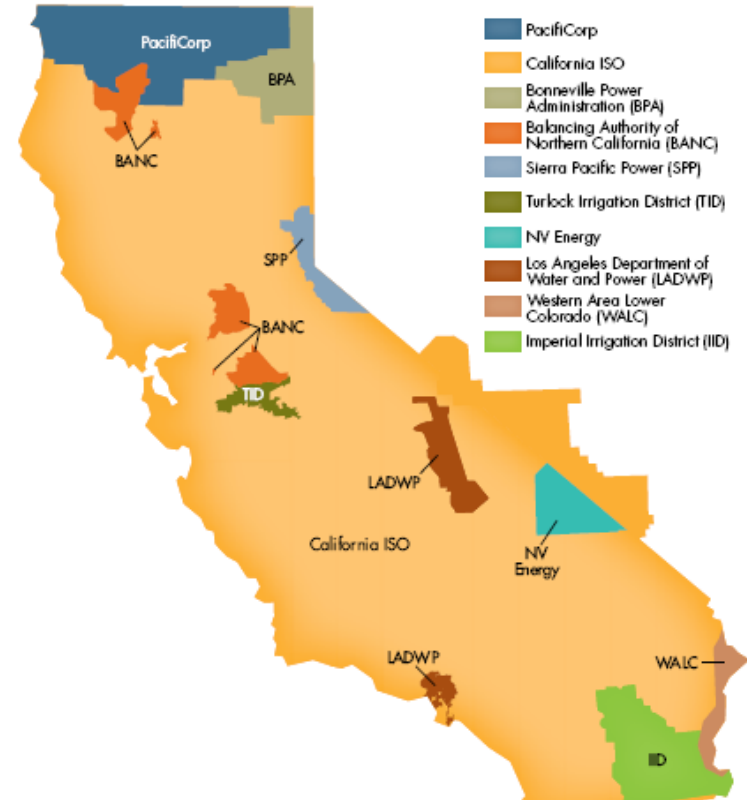 PacifiCorp
BPA
BANC
SPP
BANC
TID
LADWP
California ISO
NV
Energy
LADWP
WALC
IID
PacifiCorp
California ISO
Bonneville Power
Administration (BPA)
Balancing Authority of
Northern California (BANC)
Sierra Pacific Power (SPP)
Turlock Irrigation District (TID)
NV Energy
Los Angeles Department of
Water and Power (LADWP)
Western Area Lower
Colorado (WALC)
Imperial Irrigation District (IID)